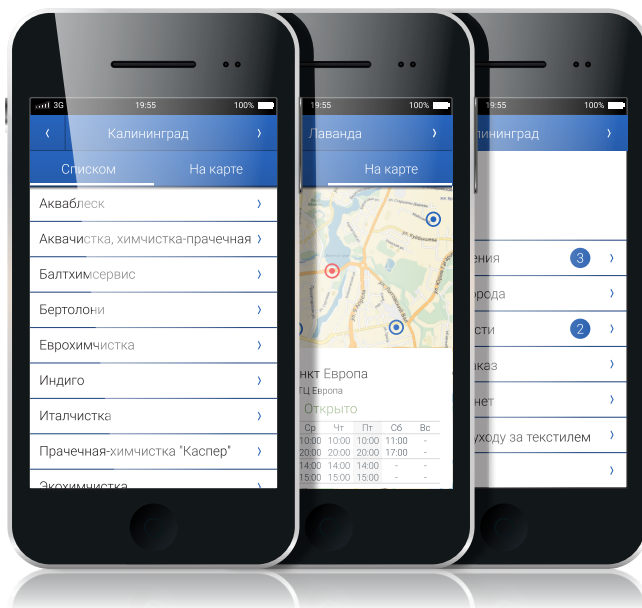 3G 19:55 100%
Калининград
Списком На карте
Акваблеск
Аквачистка, химчистка-прачечная
Балтхимсервис
Бертолони
Еврохимчистка
Индиго
Италчистка
Прачечная-химчистка "Каспер"
Экохимчистка
19:55 100%
Лаванда
На карте
нкт Европа
ТЦ Европа
Открыто
Ср Чт Пт Сб Вс
10:00 10:00 10:00 11:00 -
20:00 20:00 20:00 17:00 -
14:00 14:00 14:00 - -
15:00 15:00 15:00 - -
19:55 100%
лининград
ения 3
орода
сти 2
каз
нет
уходу за текстилем